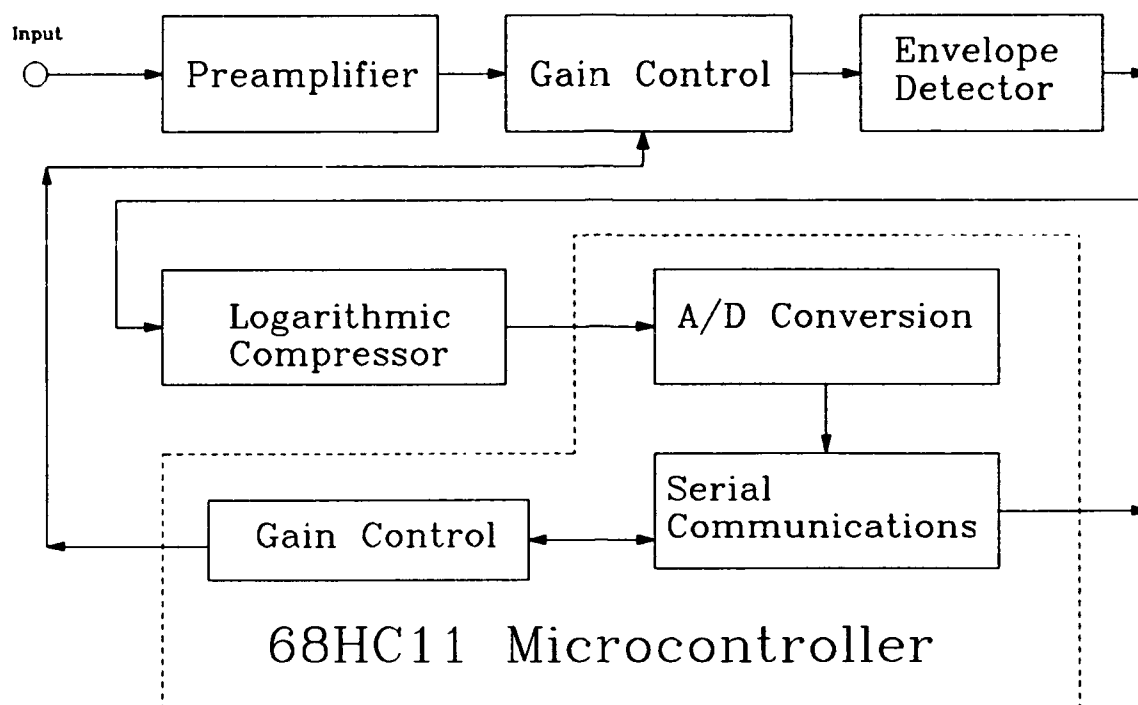 Input
Preamplifier
Gain Control
Envelope
Detector
Logarithmic
Compressor
A/D Conversion
Serial
Communications
Gain Control
68HC11 Microcontroller